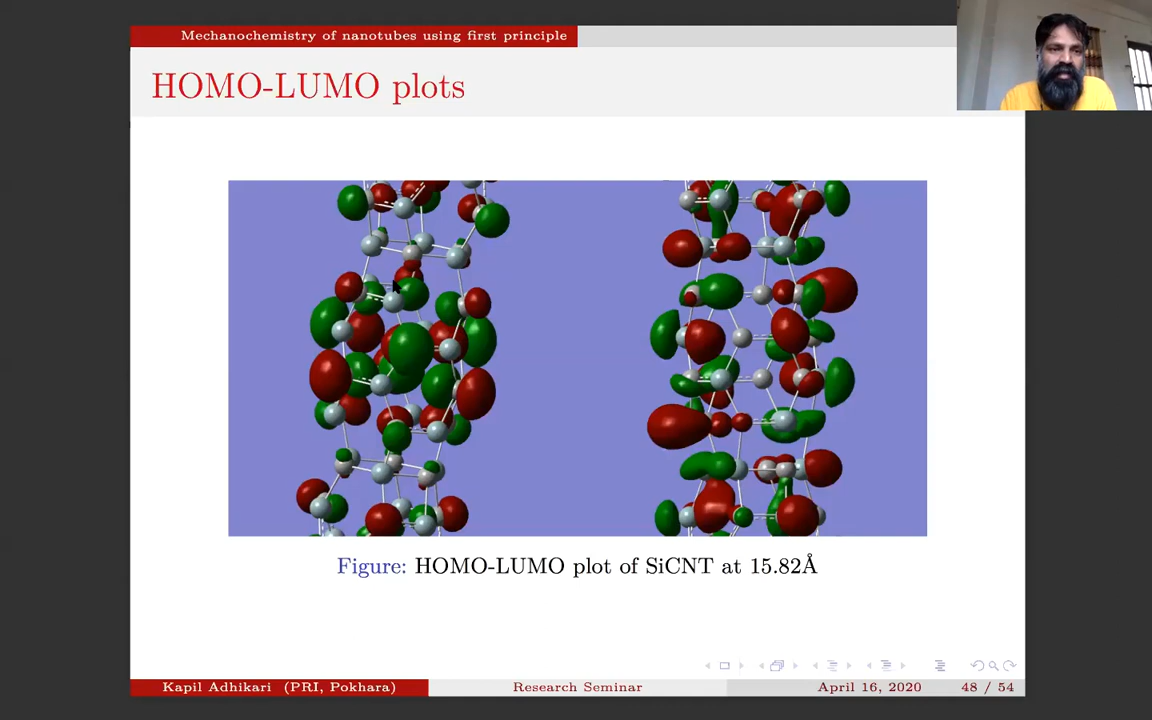 Mechanochemistry of nanotubes using first principle
HOMO-LUMO plots
Figure: HOMO-LUMO plot of SiCNT at 15.82Å
Kapil Adhikari (PRI, Pokhara)
Research Seminar
April 16, 2020
48 / 54